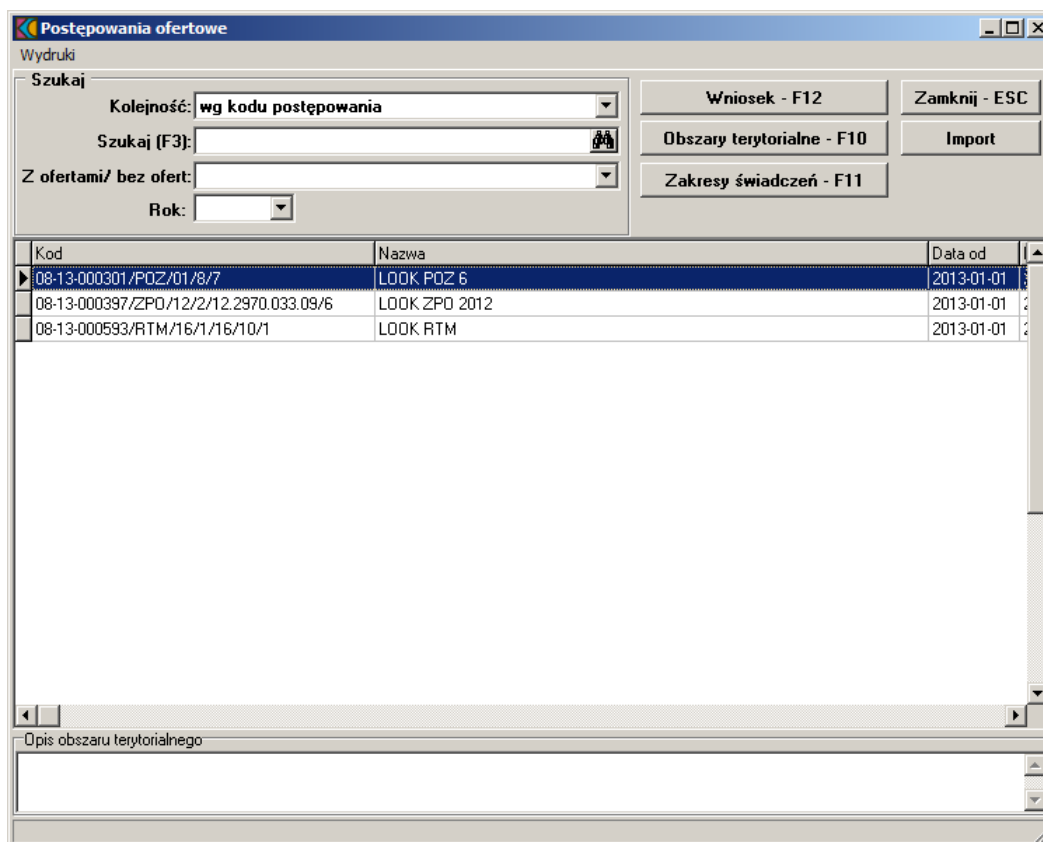 Postępowania ofertowe
Wydruki
Szukaj
Kolejność: wg kodu postępowania
Szukaj (F3):
Z ofertami/ bez ofert:
Rok:
Wniosek - F12
Zamknij - ESC
Obszary terytorialne - F10
Import
Zakresy świadczeń - F11
Kod Nazwa Data od
08-13-000301/POZ/01/8/7 LOOK POZ 6 2013-01-01
08-13-000397/ZPO/12/2/12.2970.033.09/6 LOOK ZPO 2012 2013-01-01
08-13-000593/RTM/16/1/16/10/1 LOOK RTM 2013-01-01
Opis obszaru terytorialnego